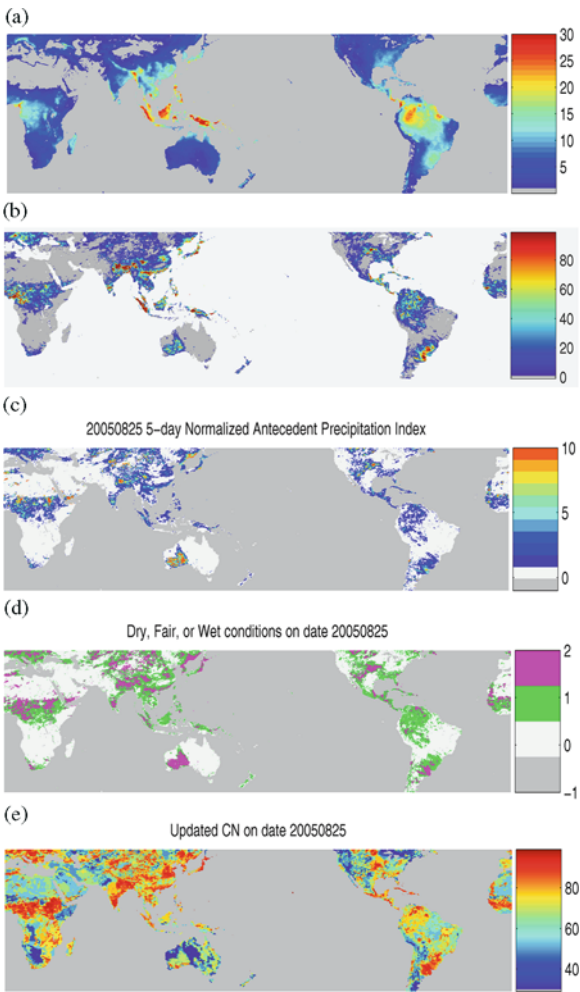 (a)
30
25
20
15
10
5
(b)
80
60
40
20
0
(c)
20050825 5-day Normalized Antecedent Precipitation Index
10
5
0
(d)
Dry, Fair, or Wet conditions on date 20050825
2
1
0
−1
(e)
Updated CN on date 20050825
80
60
40